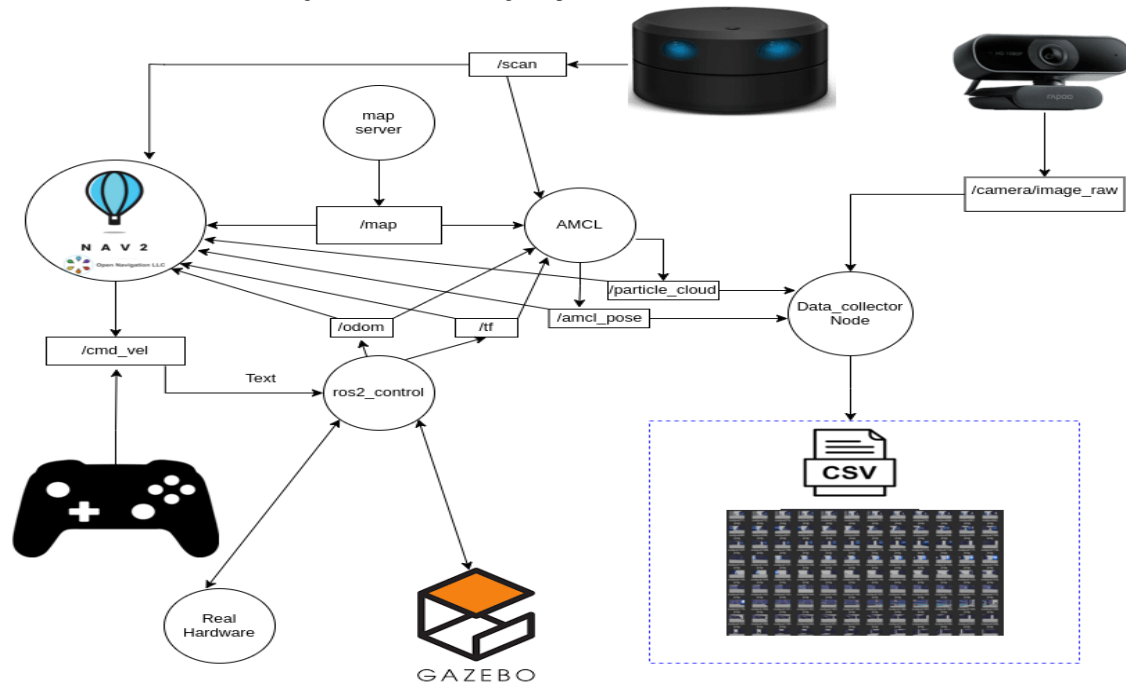 /scan
map
server
/camera/image_raw
/map
AMCL
N A V 2
Open Navigation LLC
/particle_cloud
/amcl_pose
Data_collector
Node
/odom
/tf
/cmd_vel
Text
ros2_control
CSV
Real
Hardware
GAZEBO
rapoo